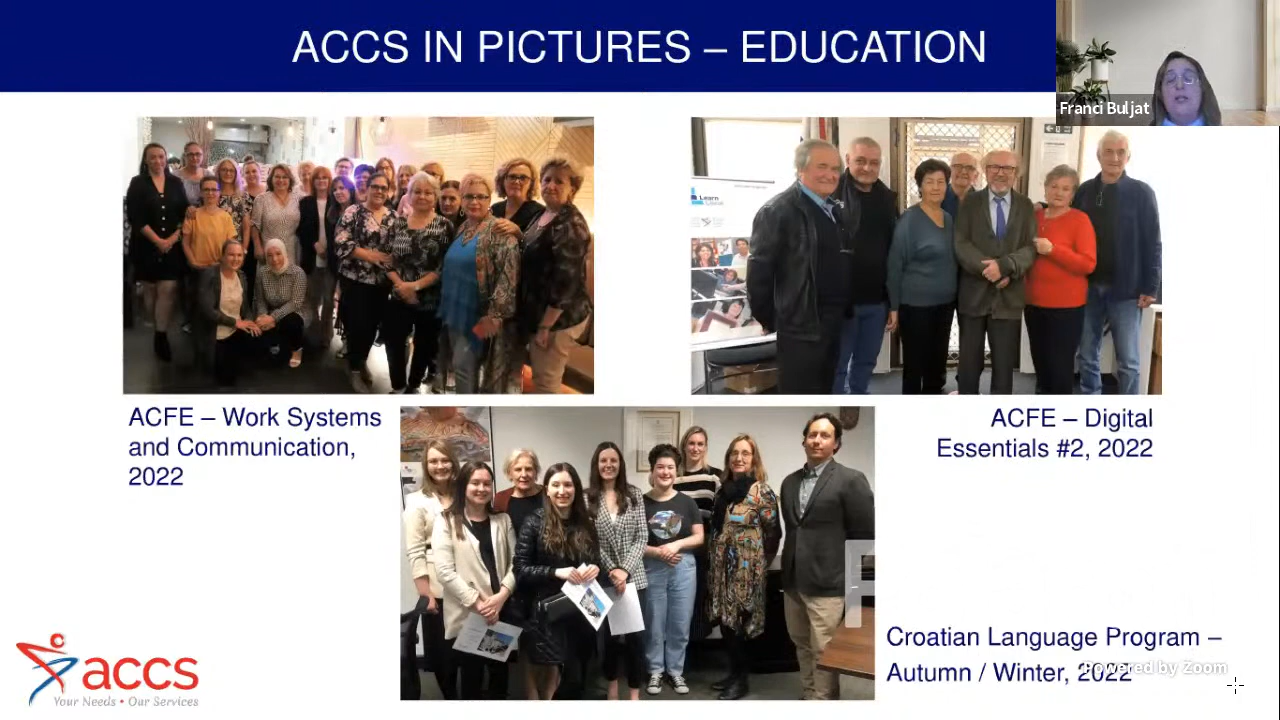 ACCS IN PICTURES – EDUCATION
Franci Buljat
Learn
ACFE – Work Systems
and Communication,
2022
ACFE – Digital
Essentials #2, 2022
Croatian Language Program –
Autumn / Winter, 2022
Powered by Zoom
accs
Your Needs • Our Services